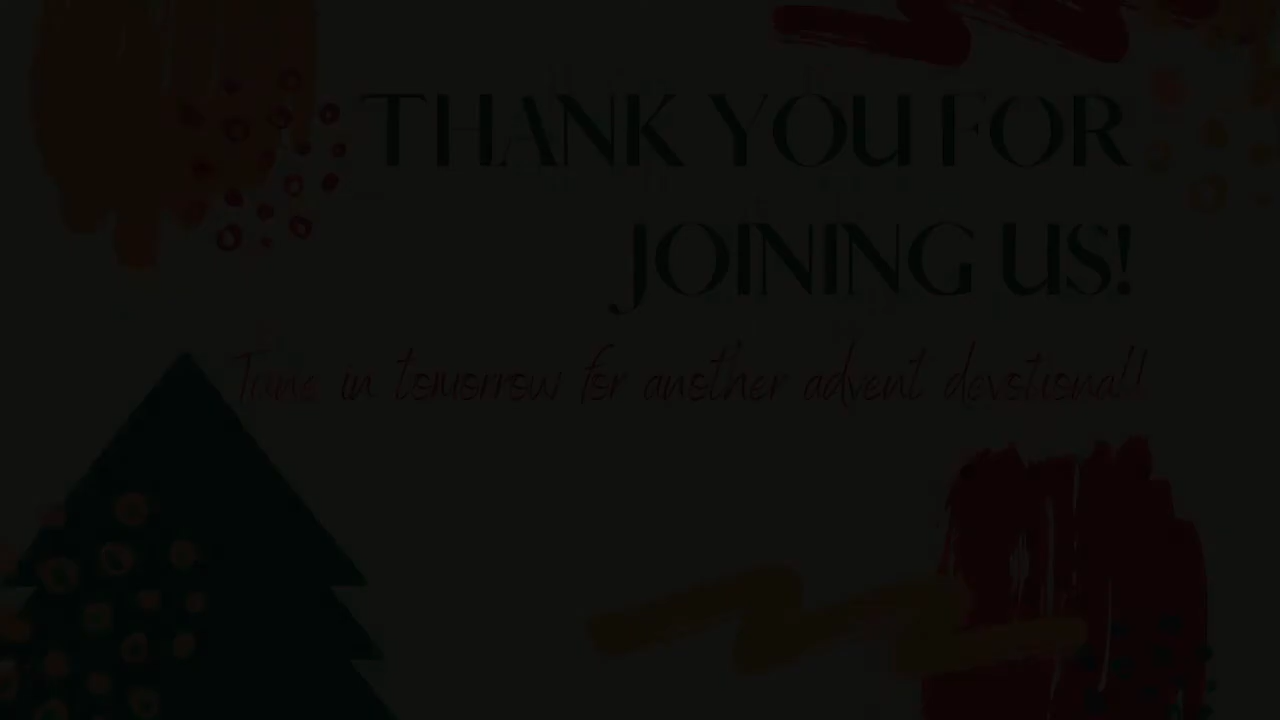 THANK YOU FOR
JOINING US!
Tune in tomorrow for another advent devotional!